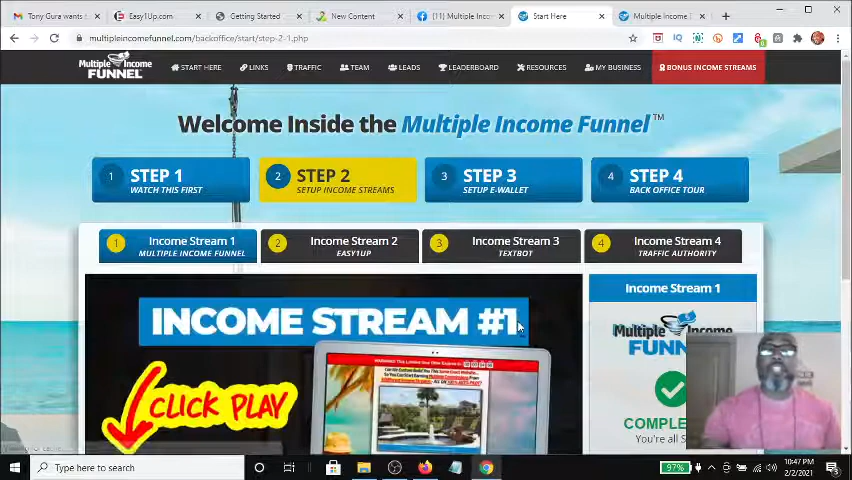 Tony Gura wants
Easy1Up.com
Getting Started
New Content
(1) Multiple Inco
Start Here
Multiple Income
multipleincomefunnel.com/backoffice/start/step-2-1.php
Multiple Income
FUNNEL
START HERE
LINKS
TRAFFIC
TEAM
LEADS
LEADERBOARD
RESOURCES
MY BUSINESS
BONUS INCOME STREAMS
Welcome Inside the Multiple Income Funnel™
1 STEP 1
WATCH THIS FIRST
2 STEP 2
SETUP INCOME STREAMS
3 STEP 3
SETUP E-WALLET
4 STEP 4
BACK OFFICE TOUR
1 Income Stream 1
MULTIPLE INCOME FUNNEL
2 Income Stream 2
EASY1UP
3 Income Stream 3
TEXTBOT
4 Income Stream 4
TRAFFIC AUTHORITY
INCOME STREAM #1
CLICK PLAY
Income Stream 1
Multiple Income
FUNN
COMPLE
You're all S
Type here to search
97%
10:47 PM
2/2/2021